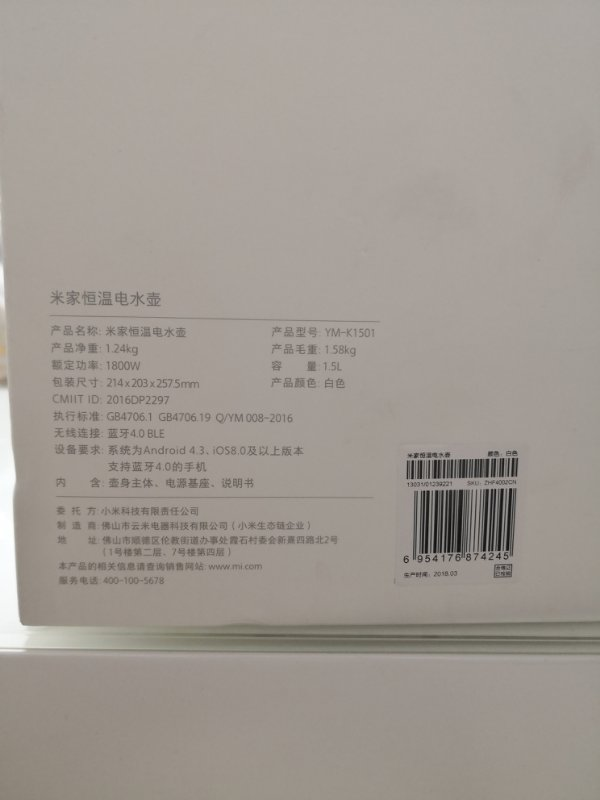 米家恒温电水壶
产品名称: 米家恒温电水壶 产品型号: YM-K1501
产品净重: 1.24kg 产品毛重: 1.58kg
额定功率: 1800W 容 量: 1.5L
包装尺寸: 214x203x257.5mm 产品颜色: 白色
CMIIT ID: 2016DP2297
执行标准: GB4706.1 GB4706.19 Q/YM 008-2016
无线连接: 蓝牙4.0 BLE
设备要求: 系统为Android 4.3、iOS8.0及以上版本
支持蓝牙4.0的手机
内 含: 壶身主体、电源基座、说明书
委 托 方: 小米科技有限责任公司
制 造 商: 佛山市云米电器科技有限公司（小米生态链企业）
地 址: 佛山市顺德区伦教街道办事处霞石村委会新熹四路北2号
（1号楼第二层、7号楼第四层）
本产品的相关信息请查询销售网站: www.mi.com
服务电话: 400-100-5678
米家恒温电水壶 颜色: 白色
13031/01239221 SKU: ZHF4002CN
6 954176 874245
生产时间: 2018.03